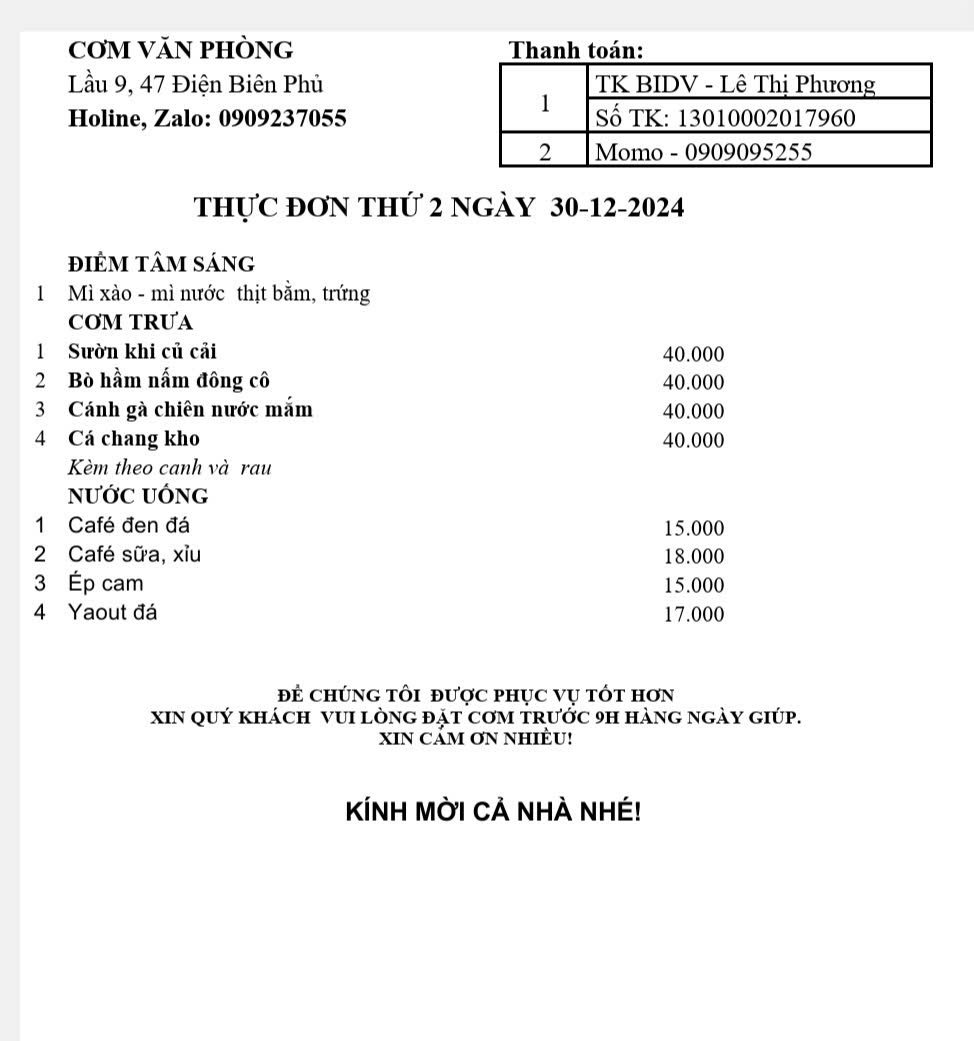 CƠM VĂN PHÒNG
Lầu 9, 47 Điện Biên Phủ
Holine, Zalo: 0909237055
Thanh toán:
1 TK BIDV - Lê Thị Phương
Số TK: 13010002017960
2 Momo - 0909095255
THỰC ĐƠN THỨ 2 NGÀY 30-12-2024
ĐIỂM TÂM SÁNG
1 Mì xào - mì nước thịt bằm, trứng
CƠM TRƯA
1 Sườn khi củ cải 40.000
2 Bò hầm nấm đông cô 40.000
3 Cánh gà chiên nước mắm 40.000
4 Cá chang kho 40.000
Kèm theo canh và rau
NƯỚC UỐNG
1 Café đen đá 15.000
2 Café sữa, xỉu 18.000
3 Ép cam 15.000
4 Yaout đá 17.000
ĐỂ CHÚNG TÔI ĐƯỢC PHỤC VỤ TỐT HƠN
XIN QUÝ KHÁCH VUI LÒNG ĐẶT CƠM TRƯỚC 9H HÀNG NGÀY GIÚP.
XIN CẢM ƠN NHIỀU!
KÍNH MỜI CẢ NHÀ NHÉ!